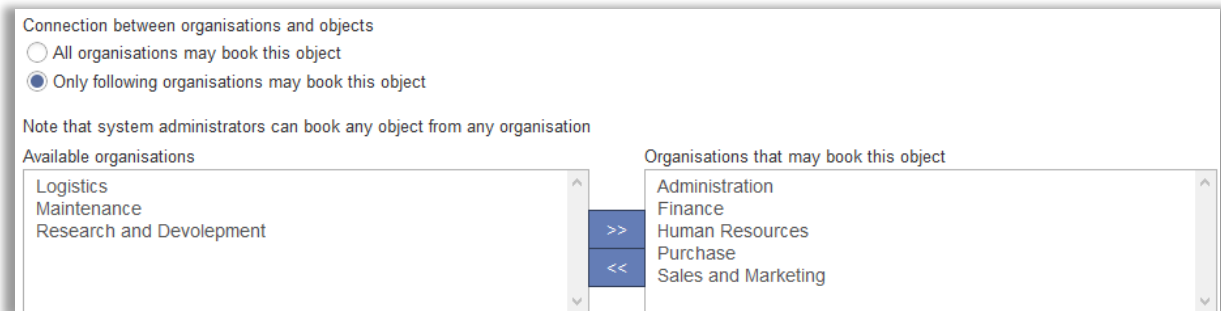 Connection between organisations and objects
All organisations may book this object
Only following organisations may book this object
Note that system administrators can book any object from any organisation
Available organisations
Logistics
Maintenance
Research and Devolepment
>>
<<
Organisations that may book this object
Administration
Finance
Human Resources
Purchase
Sales and Marketing